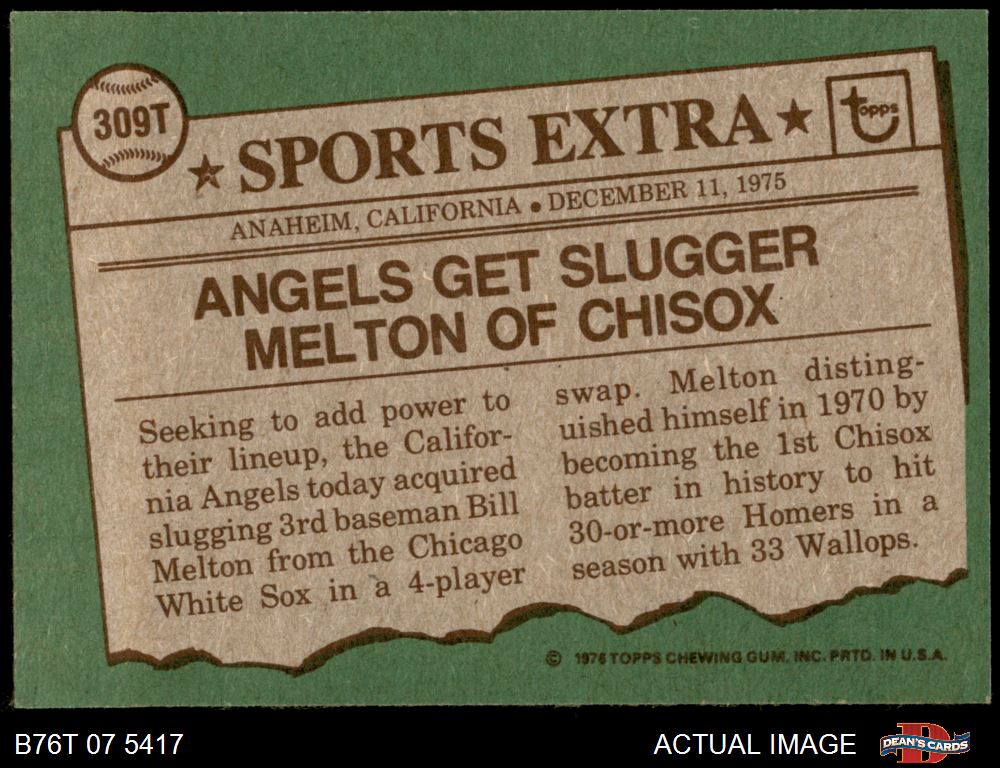 309T
★ SPORTS EXTRA ★
topps
ANAHEIM, CALIFORNIA • DECEMBER 11, 1975
ANGELS GET SLUGGER
MELTON OF CHISOX
Seeking to add power to
their lineup, the Califor-
nia Angels today acquired
slugging 3rd baseman Bill
Melton from the Chicago
White Sox in a 4-player
swap. Melton disting-
uished himself in 1970 by
becoming the 1st Chisox
batter in history to hit
30-or-more Homers in a
season with 33 Wallops.
© 1976 TOPPS CHEWING GUM, INC. PRTD. IN U.S.A.
B76T 07 5417
ACTUAL IMAGE
DEAN'S CARDS